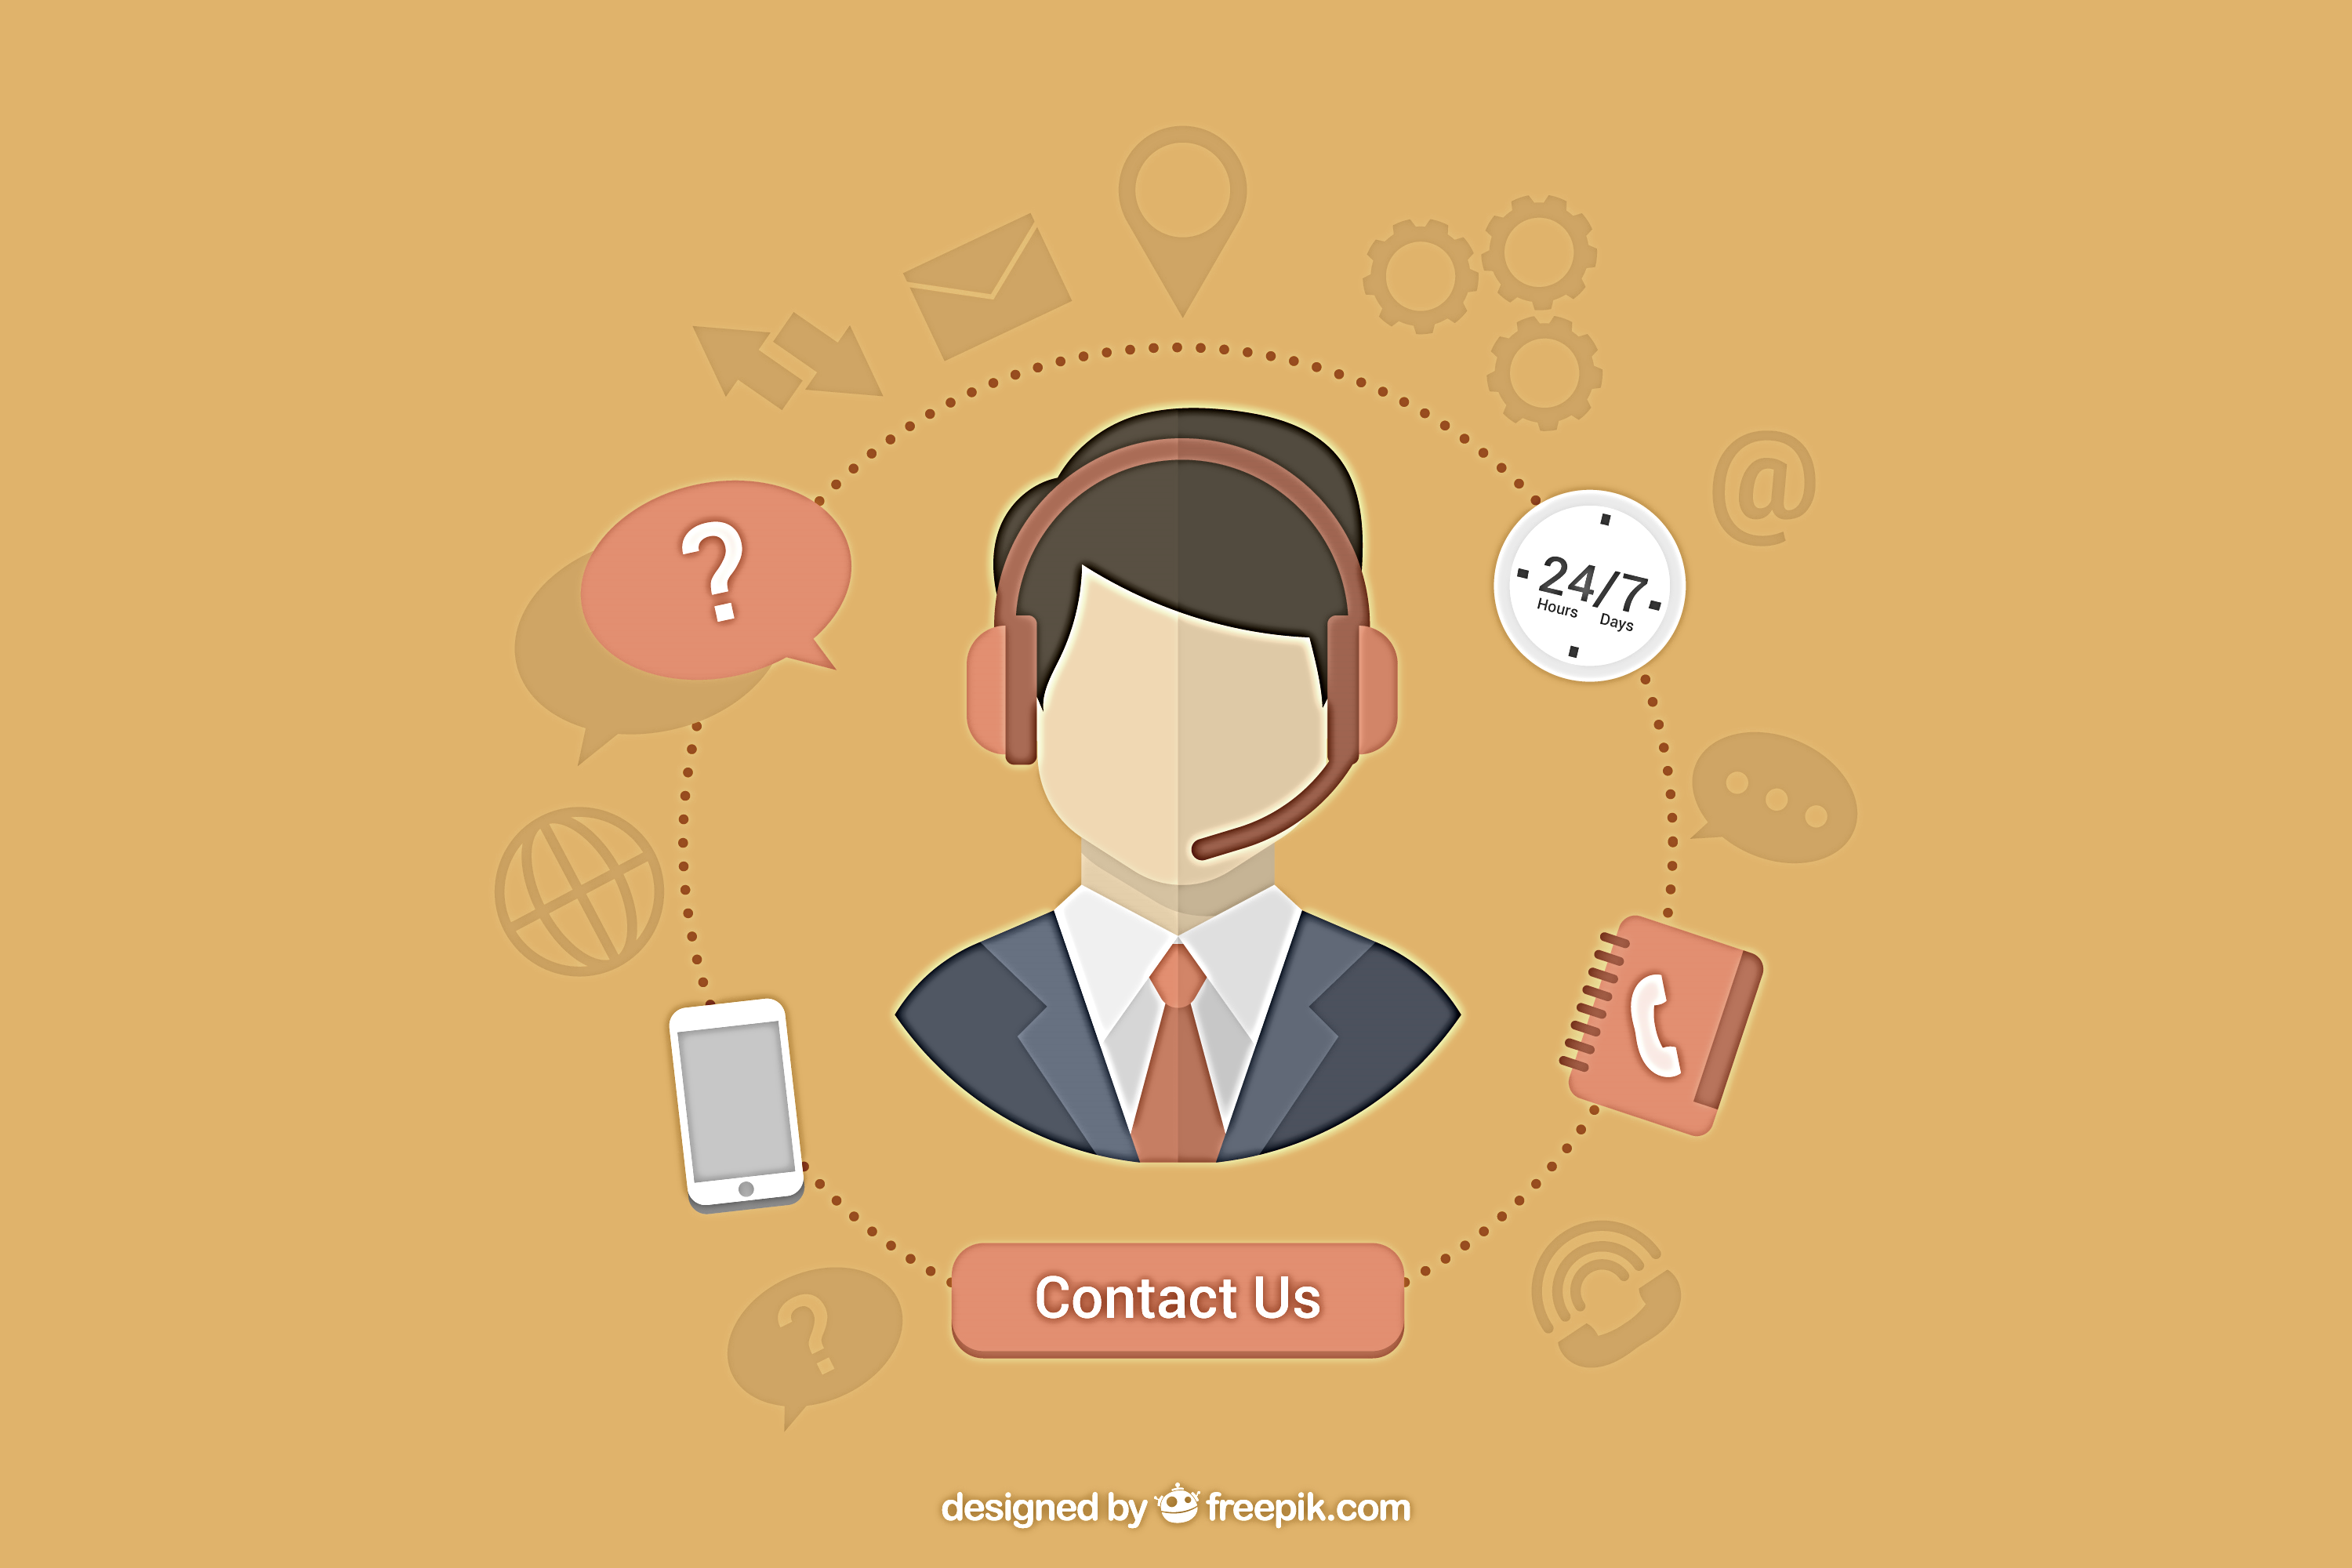 ?
@
24/7
Hours Days
Contact Us
?
designed by freepik.com